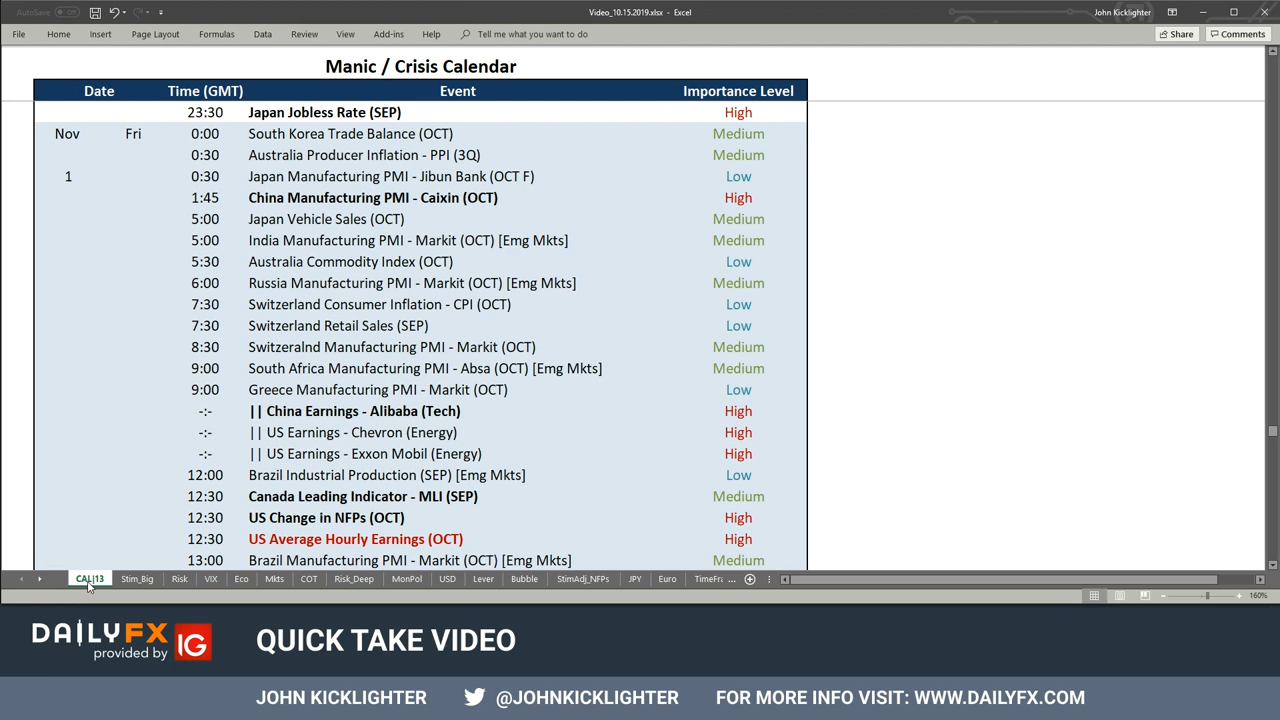 AutoSave Off Video_10.15.2019.xlsx - Excel John Kicklighter
File Home Insert Page Layout Formulas Data Review View Add-ins Help Tell me what you want to do Share Comments
Manic / Crisis Calendar
Date Time (GMT) Event Importance Level
23:30 Japan Jobless Rate (SEP) High
Nov Fri 0:00 South Korea Trade Balance (OCT) Medium
0:30 Australia Producer Inflation - PPI (3Q) Medium
1 0:30 Japan Manufacturing PMI - Jibun Bank (OCT F) Low
1:45 China Manufacturing PMI - Caixin (OCT) High
5:00 Japan Vehicle Sales (OCT) Medium
5:00 India Manufacturing PMI - Markit (OCT) [Emg Mkts] Medium
5:30 Australia Commodity Index (OCT) Low
6:00 Russia Manufacturing PMI - Markit (OCT) [Emg Mkts] Medium
7:30 Switzerland Consumer Inflation - CPI (OCT) Low
7:30 Switzerland Retail Sales (SEP) Low
8:30 Switzeralnd Manufacturing PMI - Markit (OCT) Medium
9:00 South Africa Manufacturing PMI - Absa (OCT) [Emg Mkts] Medium
9:00 Greece Manufacturing PMI - Markit (OCT) Low
-:- || China Earnings - Alibaba (Tech) High
-:- || US Earnings - Chevron (Energy) High
-:- || US Earnings - Exxon Mobil (Energy) High
12:00 Brazil Industrial Production (SEP) [Emg Mkts] Low
12:30 Canada Leading Indicator - MLI (SEP) Medium
12:30 US Change in NFPs (OCT) High
12:30 US Average Hourly Earnings (OCT) High
13:00 Brazil Manufacturing PMI - Markit (OCT) [Emg Mkts] Medium
CAL|13 Stim_Big Risk VIX Eco Mkts COT Risk_Deep MonPol USD Lever Bubble StimAdj_NFPs JPY Euro TimeFra ...
160%
DAILYFX provided by IG
QUICK TAKE VIDEO
JOHN KICKLIGHTER @JOHNKICKLIGHTER FOR MORE INFO VISIT: WWW.DAILYFX.COM